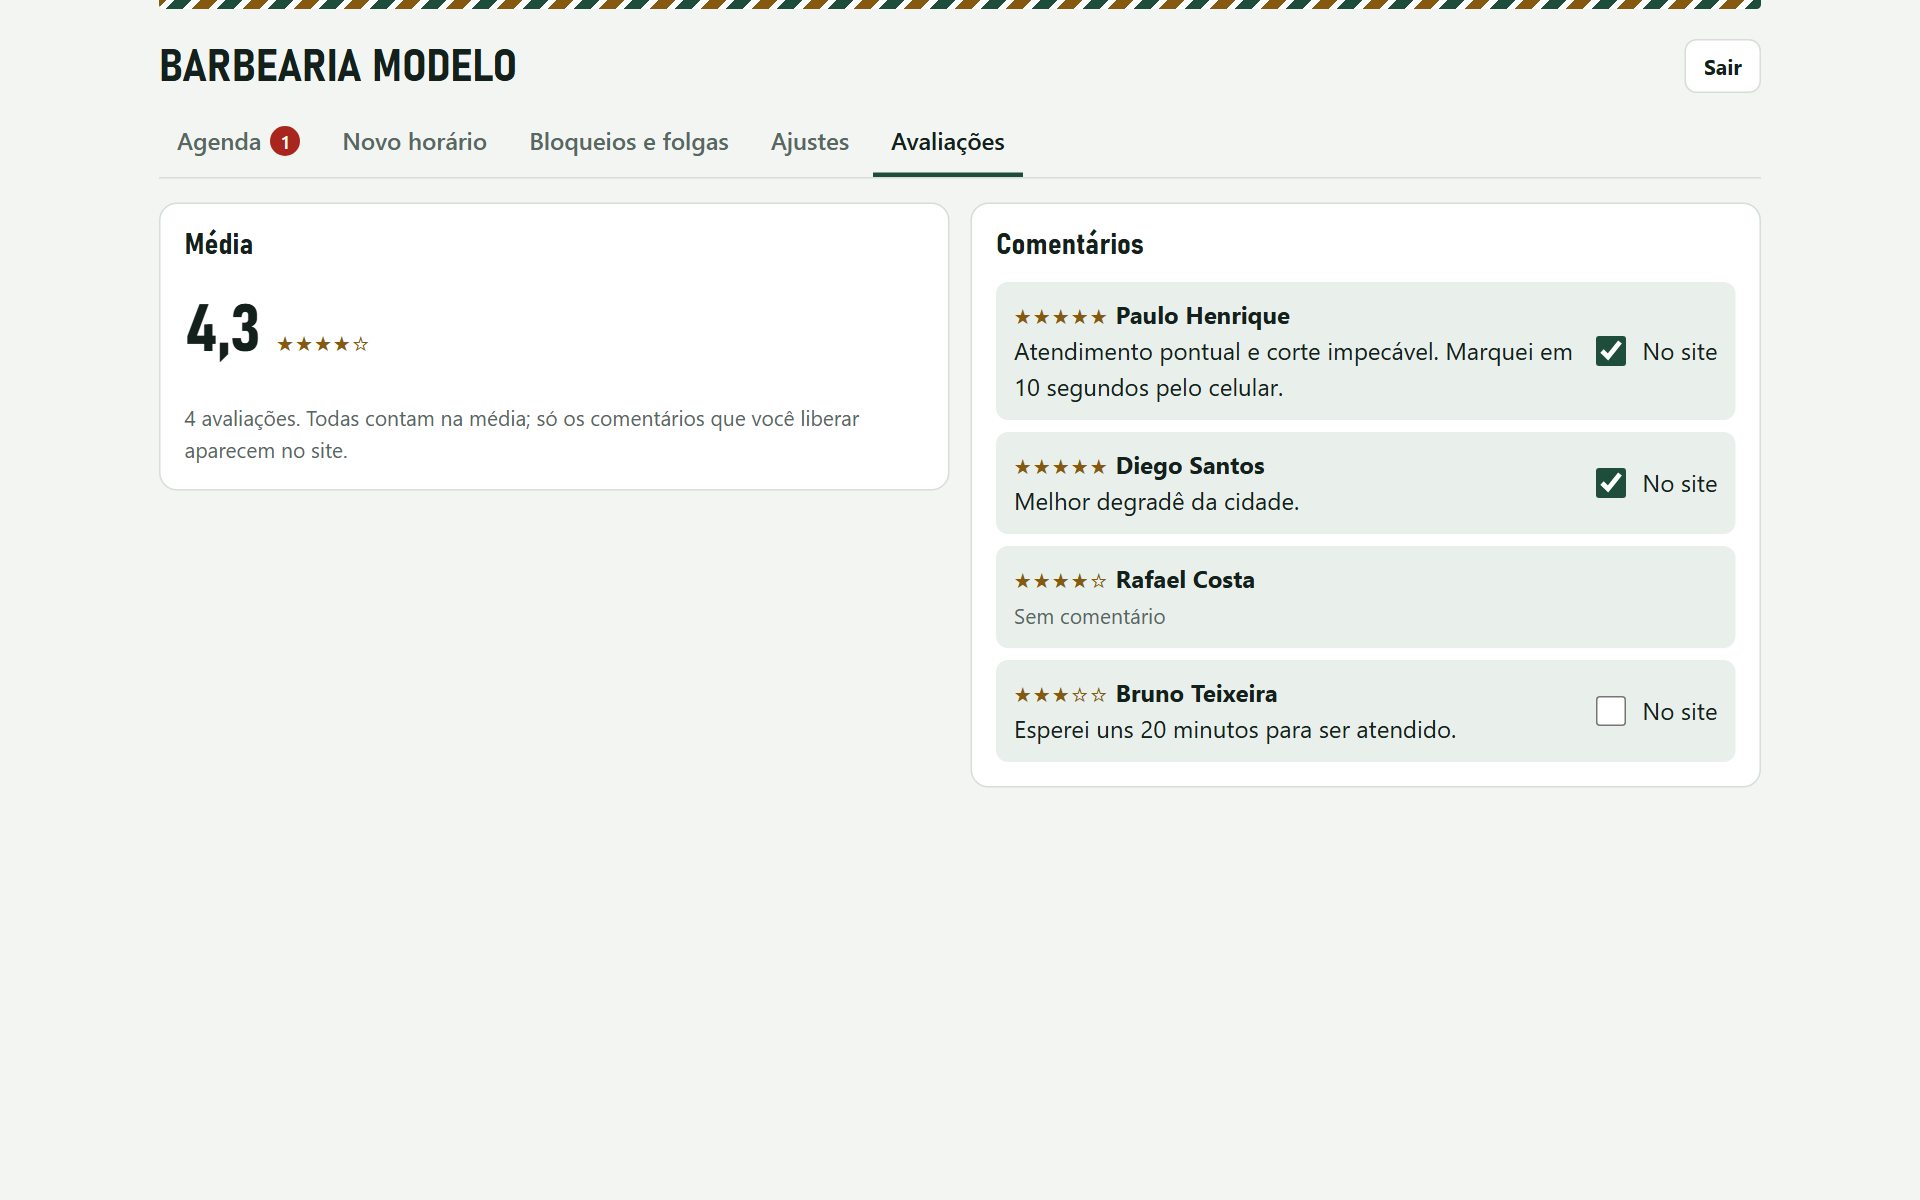 BARBEARIA MODELO
Sair
Agenda 1 Novo horário Bloqueios e folgas Ajustes Avaliações
Média
4,3 ★★★★☆
4 avaliações. Todas contam na média; só os comentários que você liberar
aparecem no site.
Comentários
★★★★★ Paulo Henrique
Atendimento pontual e corte impecável. Marquei em
10 segundos pelo celular.
No site
★★★★★ Diego Santos
Melhor degradê da cidade.
No site
★★★★☆ Rafael Costa
Sem comentário
★★★☆☆ Bruno Teixeira
Esperei uns 20 minutos para ser atendido.
No site